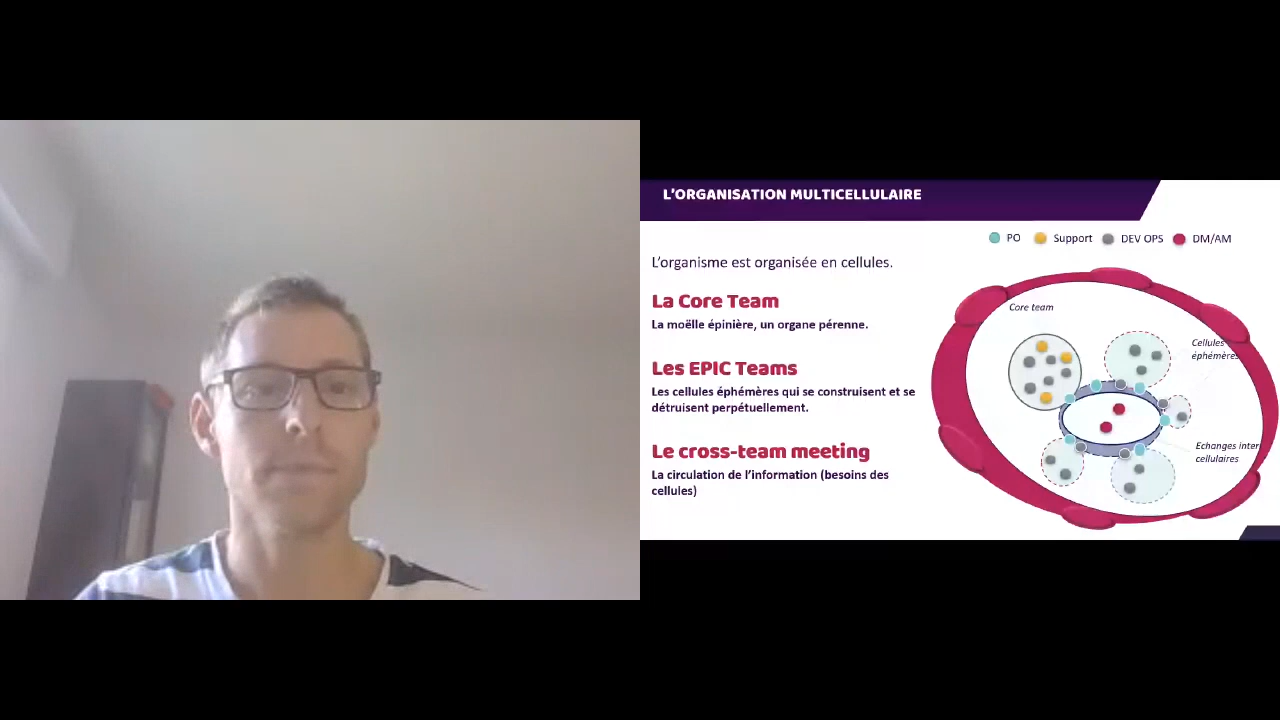 L'ORGANISATION MULTICELLULAIRE
PO
Support
DEV OPS
DM/AM
L'organisme est organisée en cellules.
La Core Team
La moëlle épinière, un organe pérenne.
Les EPIC Teams
Les cellules éphémères qui se construisent et se
détruisent perpétuellement.
Le cross-team meeting
La circulation de l'information (besoins des
cellules)
Core team
Cellules
éphémères
Echanges inter
cellulaires